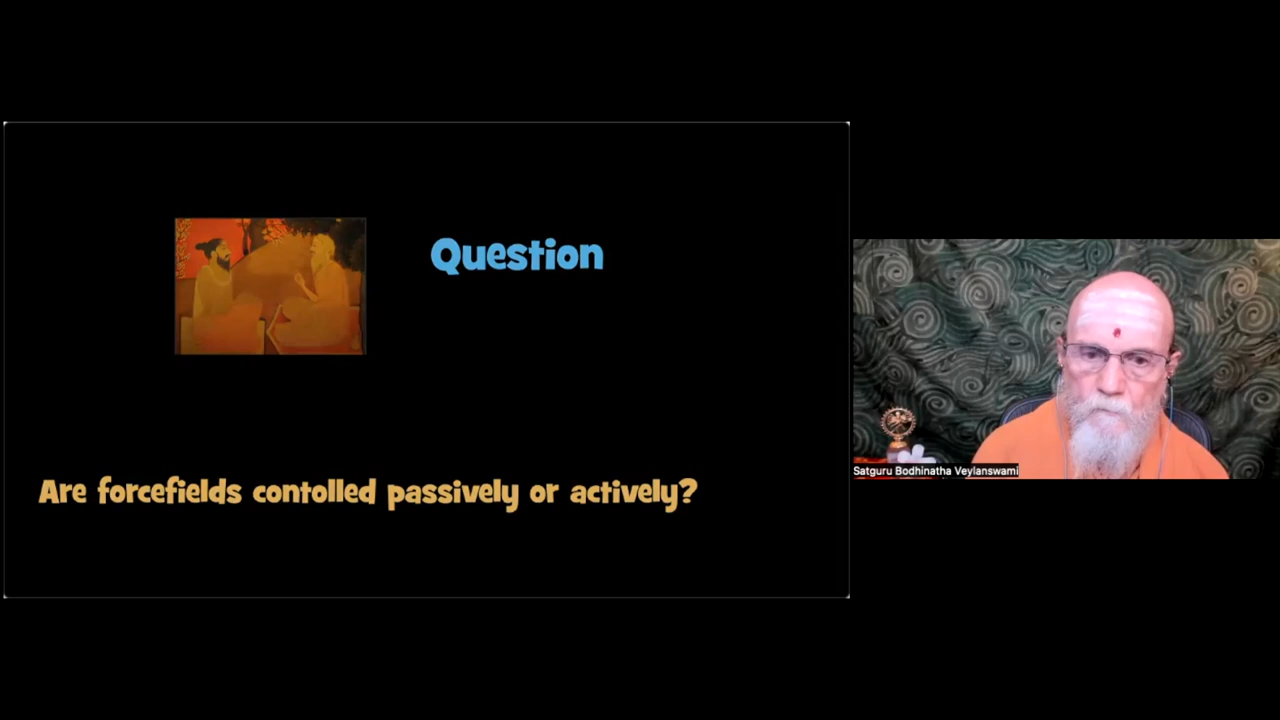 Question
Are forcefields contolled passively or actively?
Satguru Bodhinatha Veylanswami